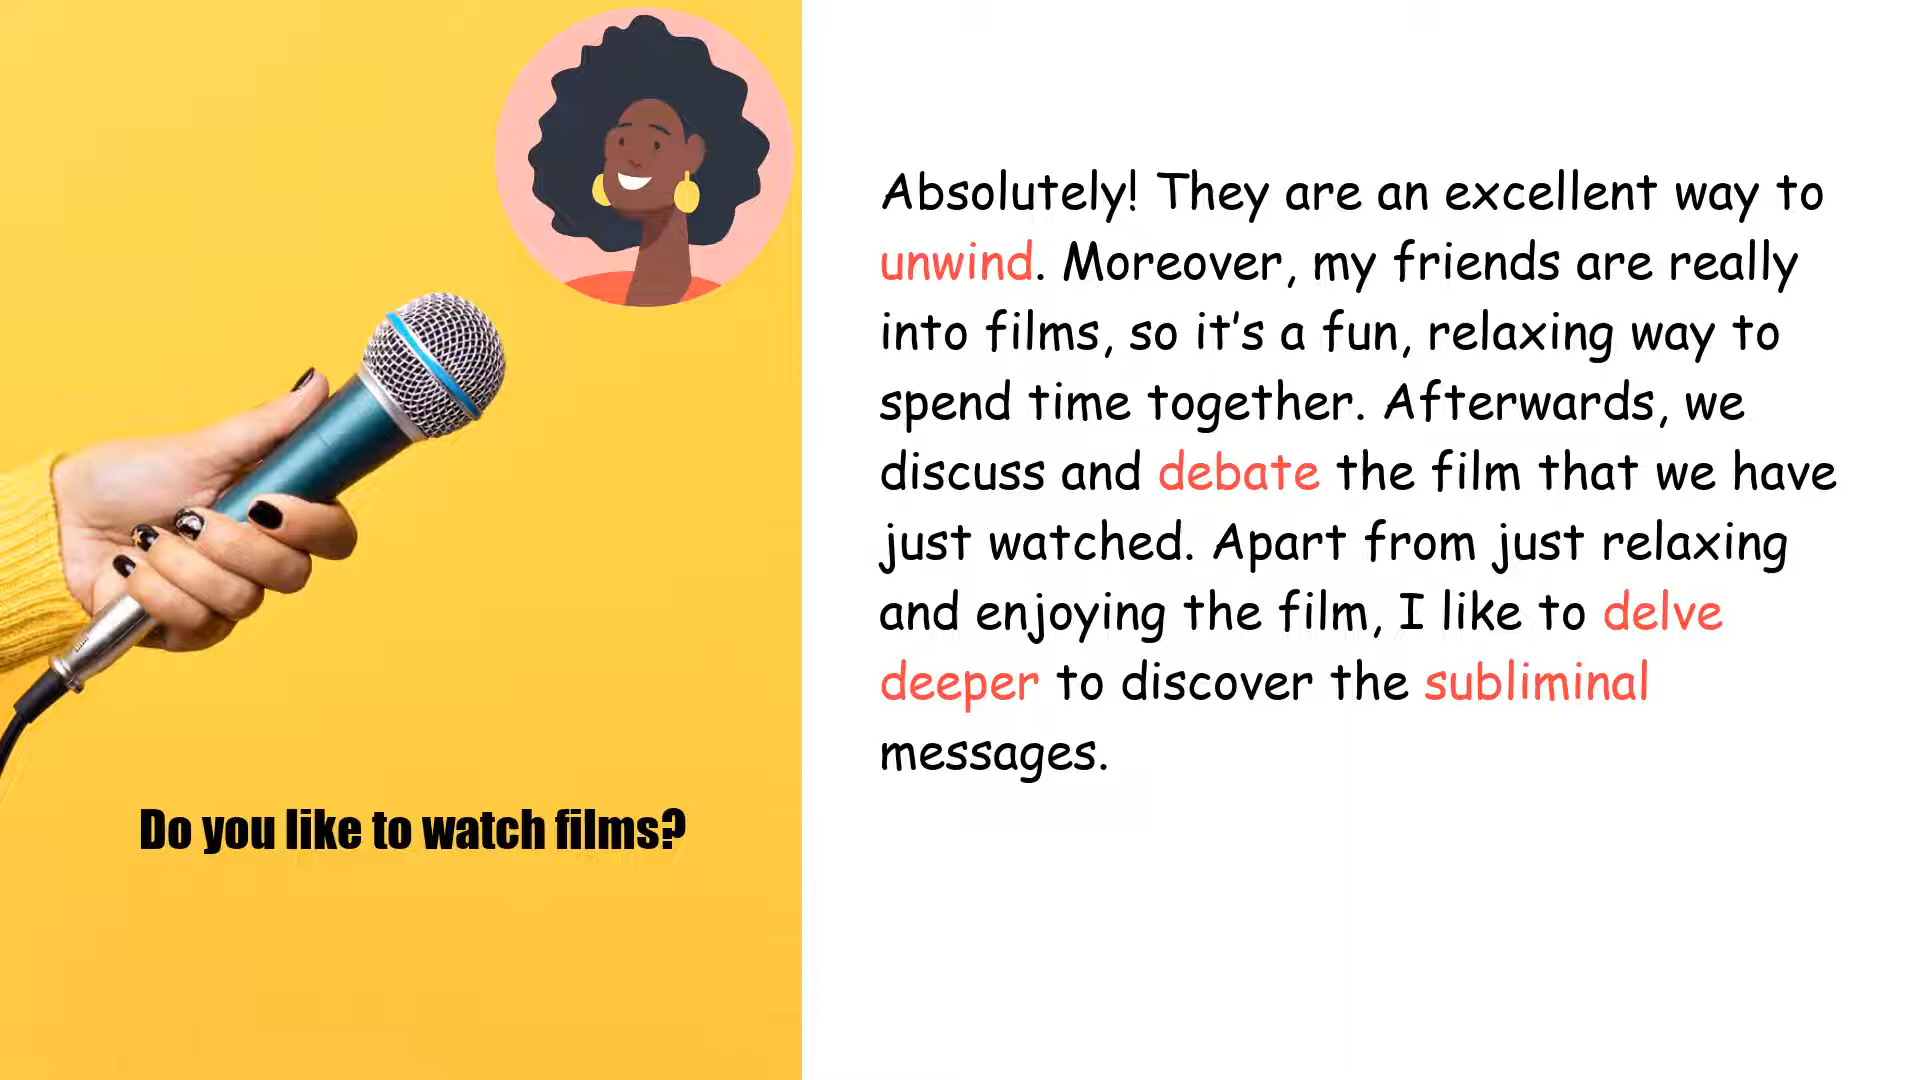 Do you like to watch films?
Absolutely! They are an excellent way to
unwind. Moreover, my friends are really
into films, so it's a fun, relaxing way to
spend time together. Afterwards, we
discuss and debate the film that we have
just watched. Apart from just relaxing
and enjoying the film, I like to delve
deeper to discover the subliminal
messages.